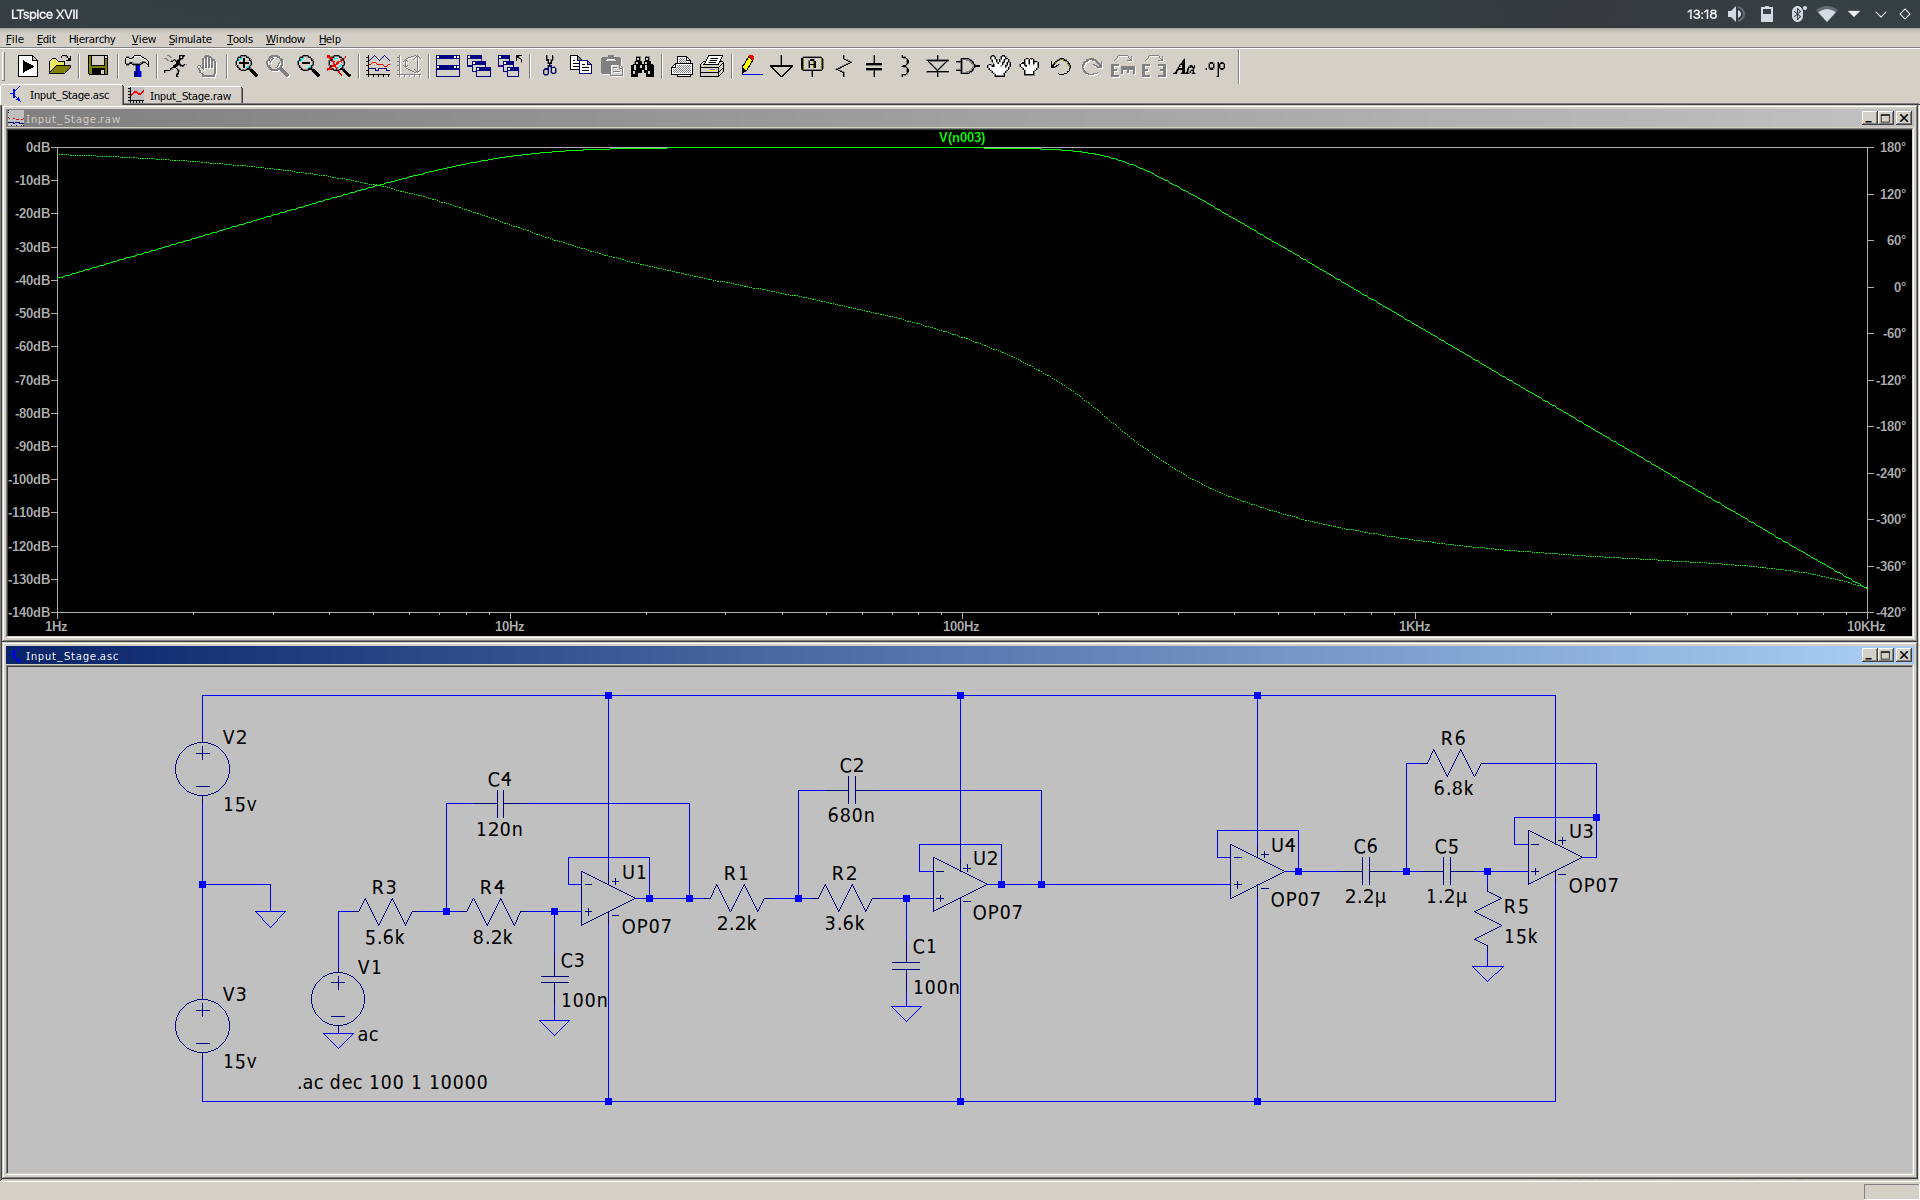 LTspice XVII
13:18
File Edit Hierarchy View Simulate Tools Window Help
A
Aa .op
Input_Stage.asc Input_Stage.raw
Input_Stage.raw
V(n003)
0dB 180°
-10dB
120°
-20dB
-30dB 60°
-40dB 0°
-50dB
-60dB -60°
-70dB -120°
-80dB
-180°
-90dB
-240°
-100dB
-110dB -300°
-120dB
-360°
-130dB
-140dB -420°
1Hz 10Hz 100Hz 1KHz 10KHz
Input_Stage.asc
V2
15v
V3
15v
V1
ac
.ac dec 100 1 10000
R3
5.6k
R4
8.2k
C4
120n
C3
100n
U1
OP07
R1
2.2k
R2
3.6k
C2
680n
C1
100n
U2
OP07
U4
OP07
C6
2.2µ
C5
1.2µ
R6
6.8k
R5
15k
U3
OP07